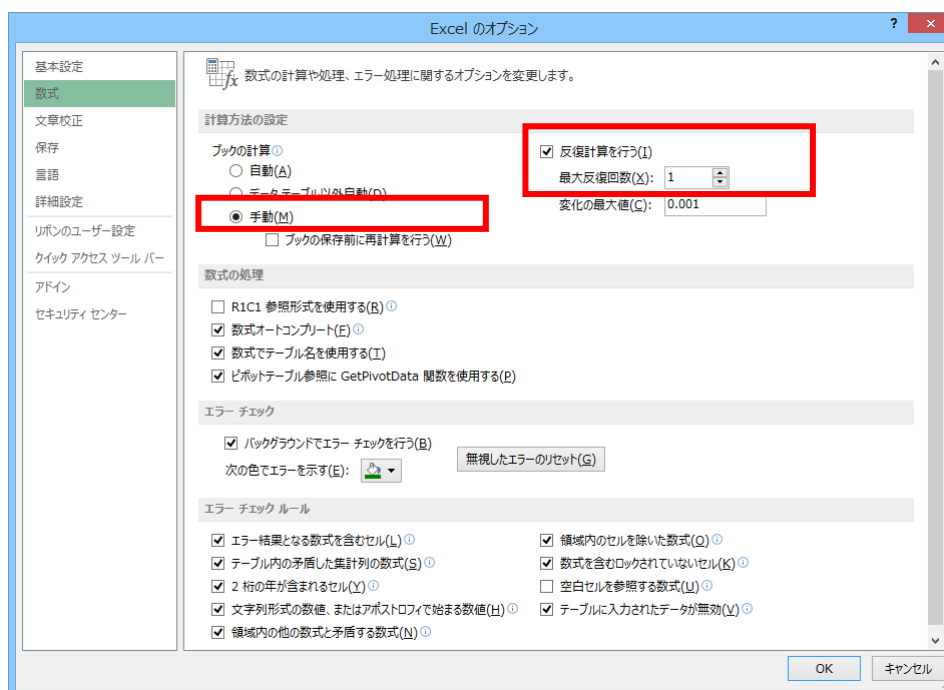 Excel のオプション
? ×
基本設定
数式
文章校正
保存
言語
詳細設定
リボンのユーザー設定
クイック アクセス ツール バー
アドイン
セキュリティ センター
数式の計算や処理、エラー処理に関するオプションを変更します。
計算方法の設定
ブックの計算
自動(A)
データ テーブル以外自動(D)
手動(M)
ブックの保存前に再計算を行う(W)
反復計算を行う(I)
最大反復回数(X): 1
変化の最大値(C): 0.001
数式の処理
R1C1 参照形式を使用する(R)
数式オートコンプリート(F)
数式でテーブル名を使用する(T)
ピボットテーブル参照に GetPivotData 関数を使用する(P)
エラー チェック
バックグラウンドでエラー チェックを行う(B)
次の色でエラーを示す(E):
無視したエラーのリセット(G)
エラー チェック ルール
エラー結果となる数式を含むセル(L)
テーブル内の矛盾した集計列の数式(S)
2 桁の年が含まれるセル(Y)
文字列形式の数値、またはアポストロフィで始まる数値(H)
領域内の他の数式と矛盾する数式(N)
領域内のセルを除いた数式(O)
数式を含むロックされていないセル(K)
空白セルを参照する数式(U)
テーブルに入力されたデータが無効(V)
OK
キャンセル